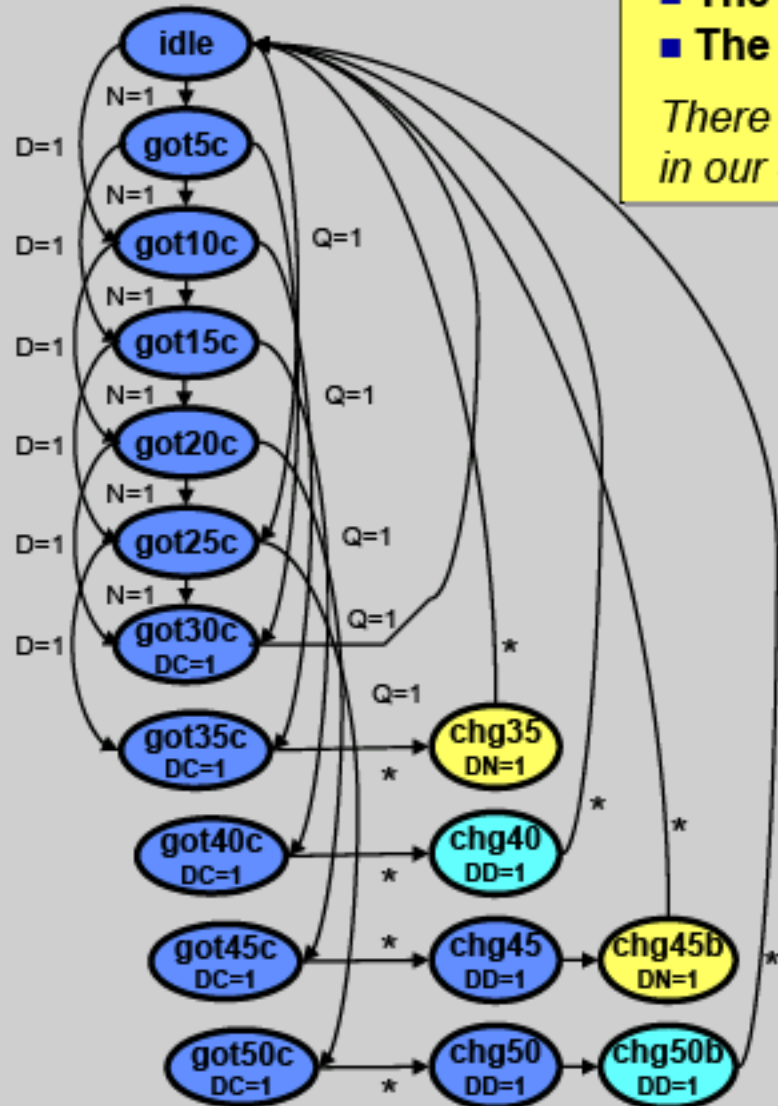 ■ The
■ The
There
in our
idle
N=1
D=1
got5c
N=1
D=1
got10c
Q=1
N=1
D=1
got15c
N=1
Q=1
D=1
got20c
N=1
D=1
got25c
Q=1
N=1
D=1
got30c
DC=1
Q=1
*
Q=1
got35c
DC=1
*
chg35
DN=1
got40c
DC=1
*
chg40
DD=1
*
*
got45c
DC=1
*
chg45
DD=1
chg45b
DN=1
*
got50c
DC=1
*
chg50
DD=1
chg50b
DD=1